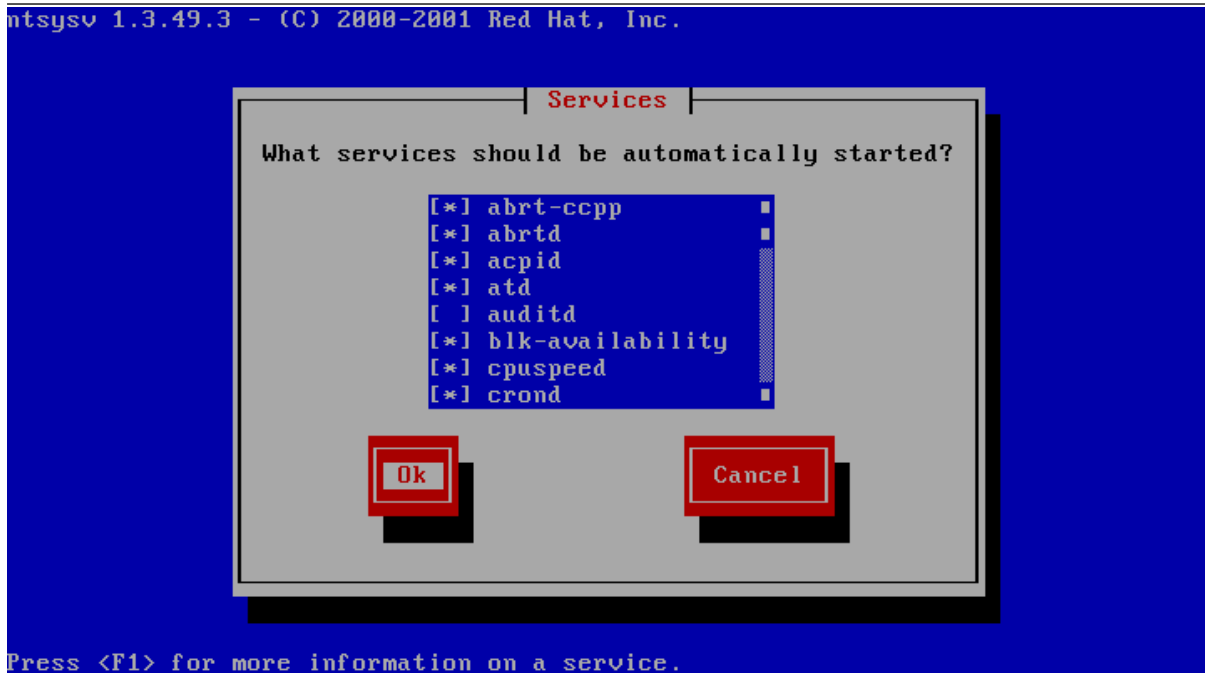 ntsysv 1.3.49.3 - (C) 2000-2001 Red Hat, Inc.
Services
What services should be automatically started?
[*] abrt-ccpp
[*] abrtd
[*] acpid
[*] atd
[ ] auditd
[*] blk-availability
[*] cpuspeed
[*] crond
Ok Cancel
Press <F1> for more information on a service.